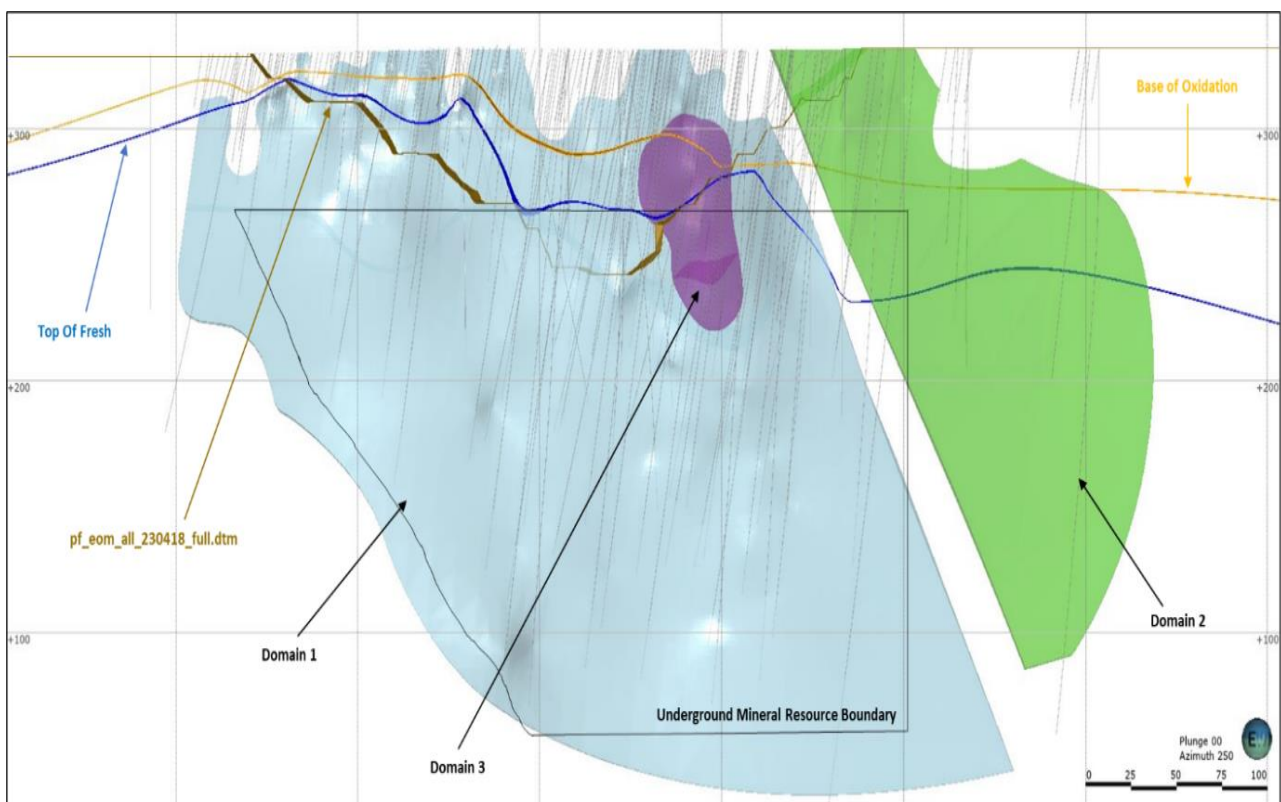 Base of Oxidation
+300
+300
Top Of Fresh
+200
+200
pf_eom_all_230418_full.dtm
Domain 2
+100
+100
Domain 1
Underground Mineral Resource Boundary
Domain 3
Plunge 00
Azimuth 250
0 25 50 75 100